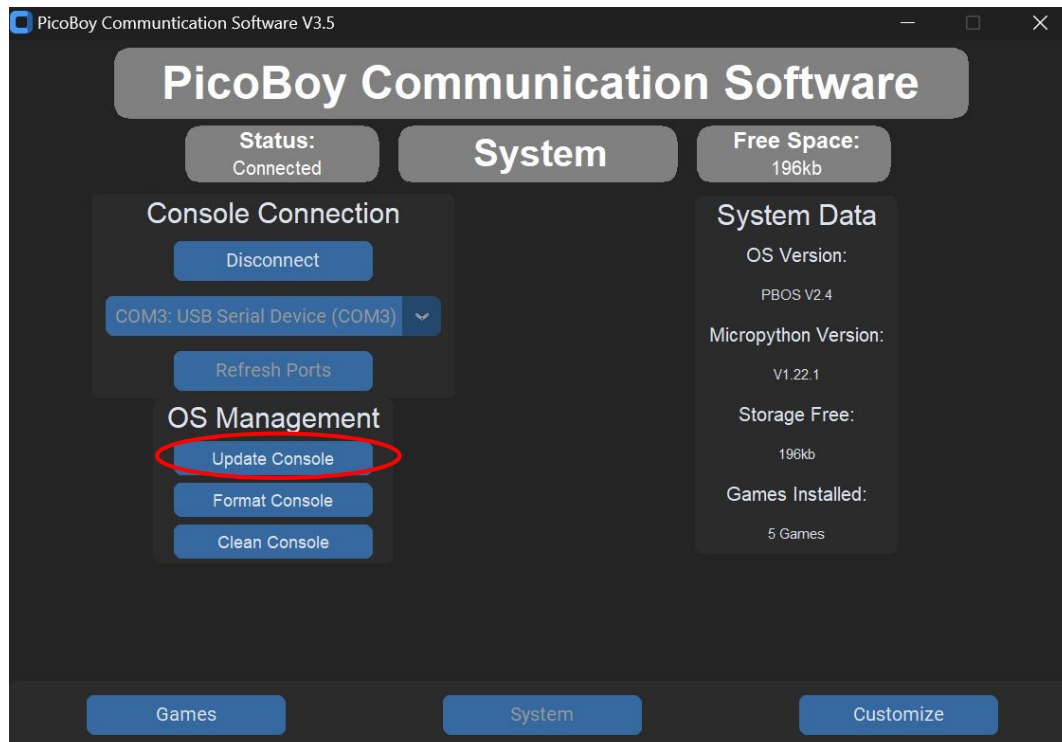 PicoBoy Communtication Software V3.5
PicoBoy Communication Software
Status:
Connected
System
Free Space:
196kb
Console Connection
Disconnect
COM3: USB Serial Device (COM3)
Refresh Ports
OS Management
Update Console
Format Console
Clean Console
System Data
OS Version:
PBOS V2.4
Micropython Version:
V1.22.1
Storage Free:
196kb
Games Installed:
5 Games
Games
System
Customize